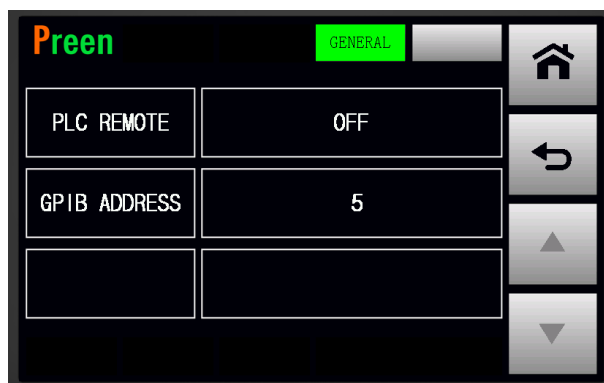 Preen
GENERAL
PLC REMOTE
OFF
GPIB ADDRESS
5